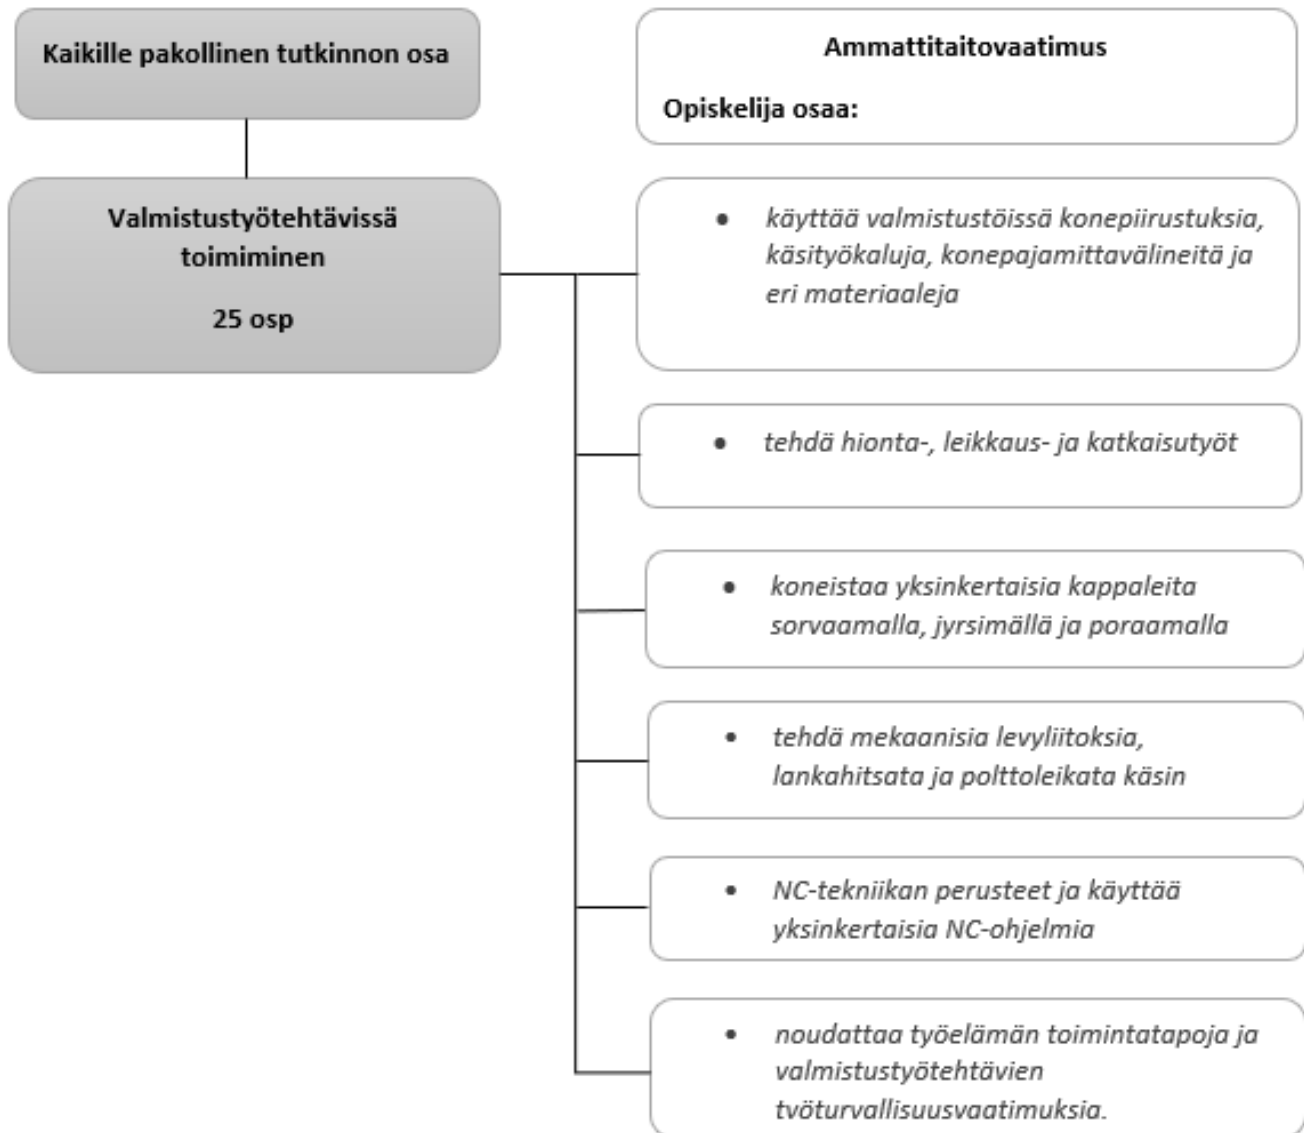 Kaikille pakollinen tutkinnon osa
Valmistustyötehtävissä
toimiminen
25 osp
Ammattitaitovaatimus
Opiskelija osaa:
• käyttää valmistustöissä konepiirustuksia,
käsityökaluja, konepajamittavälineitä ja
eri materiaaleja
• tehdä hionta-, leikkaus- ja katkaisutyöt
• koneistaa yksinkertaisia kappaleita
sorvaamalla, jyrsimällä ja poraamalla
• tehdä mekaanisia levyliitoksia,
lankahitsata ja polttoleikata käsin
• NC-tekniikan perusteet ja käyttää
yksinkertaisia NC-ohjelmia
• noudattaa työelämän toimintatapoja ja
valmistustyötehtävien
työturvallisuusvaatimuksia.